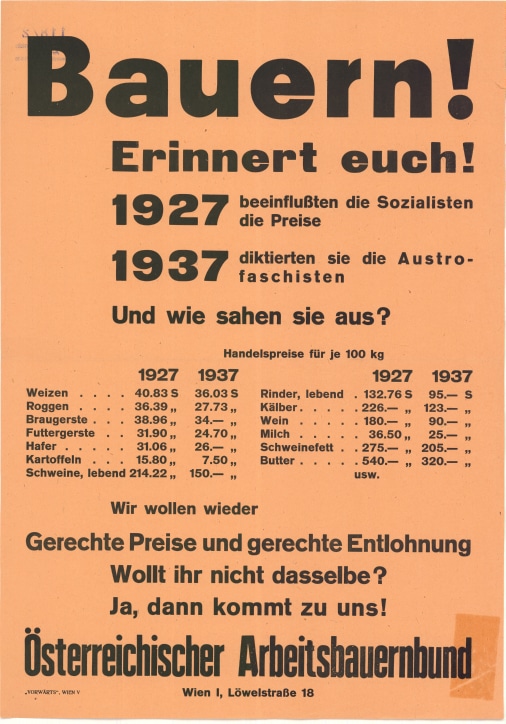 Bauern!
Erinnert euch!
1927 beeinflußten die Sozialisten
die Preise
1937 diktierten sie die Austro-
faschisten
Und wie sahen sie aus?
Handelspreise für je 100 kg
1927 1937
Weizen . . . . 40.83 S 36.03 S
Roggen . . . . 36.39 „ 27.73 „
Braugerste . . . 38.96 „ 34.— „
Futtergerste . . 31.90 „ 24.70 „
Hafer . . . . . 31.06 „ 26.— „
Kartoffeln . . . 15.80 „ 7.50 „
Schweine, lebend 214.22 „ 150.— „
1927 1937
Rinder, lebend . 132.76 S 95.— S
Kälber . . . . . 226.— „ 123.— „
Wein . . . . . 180.— „ 90.— „
Milch . . . . . 36.50 „ 25.— „
Schweinefett . . 275.— „ 205.— „
Butter . . . . 540.— „ 320.— „
usw.
Wir wollen wieder
Gerechte Preise und gerechte Entlohnung
Wollt ihr nicht dasselbe?
Ja, dann kommt zu uns!
Österreichischer Arbeitsbauernbund
„VORWÄRTS", WIEN V
Wien I, Löwelstraße 18